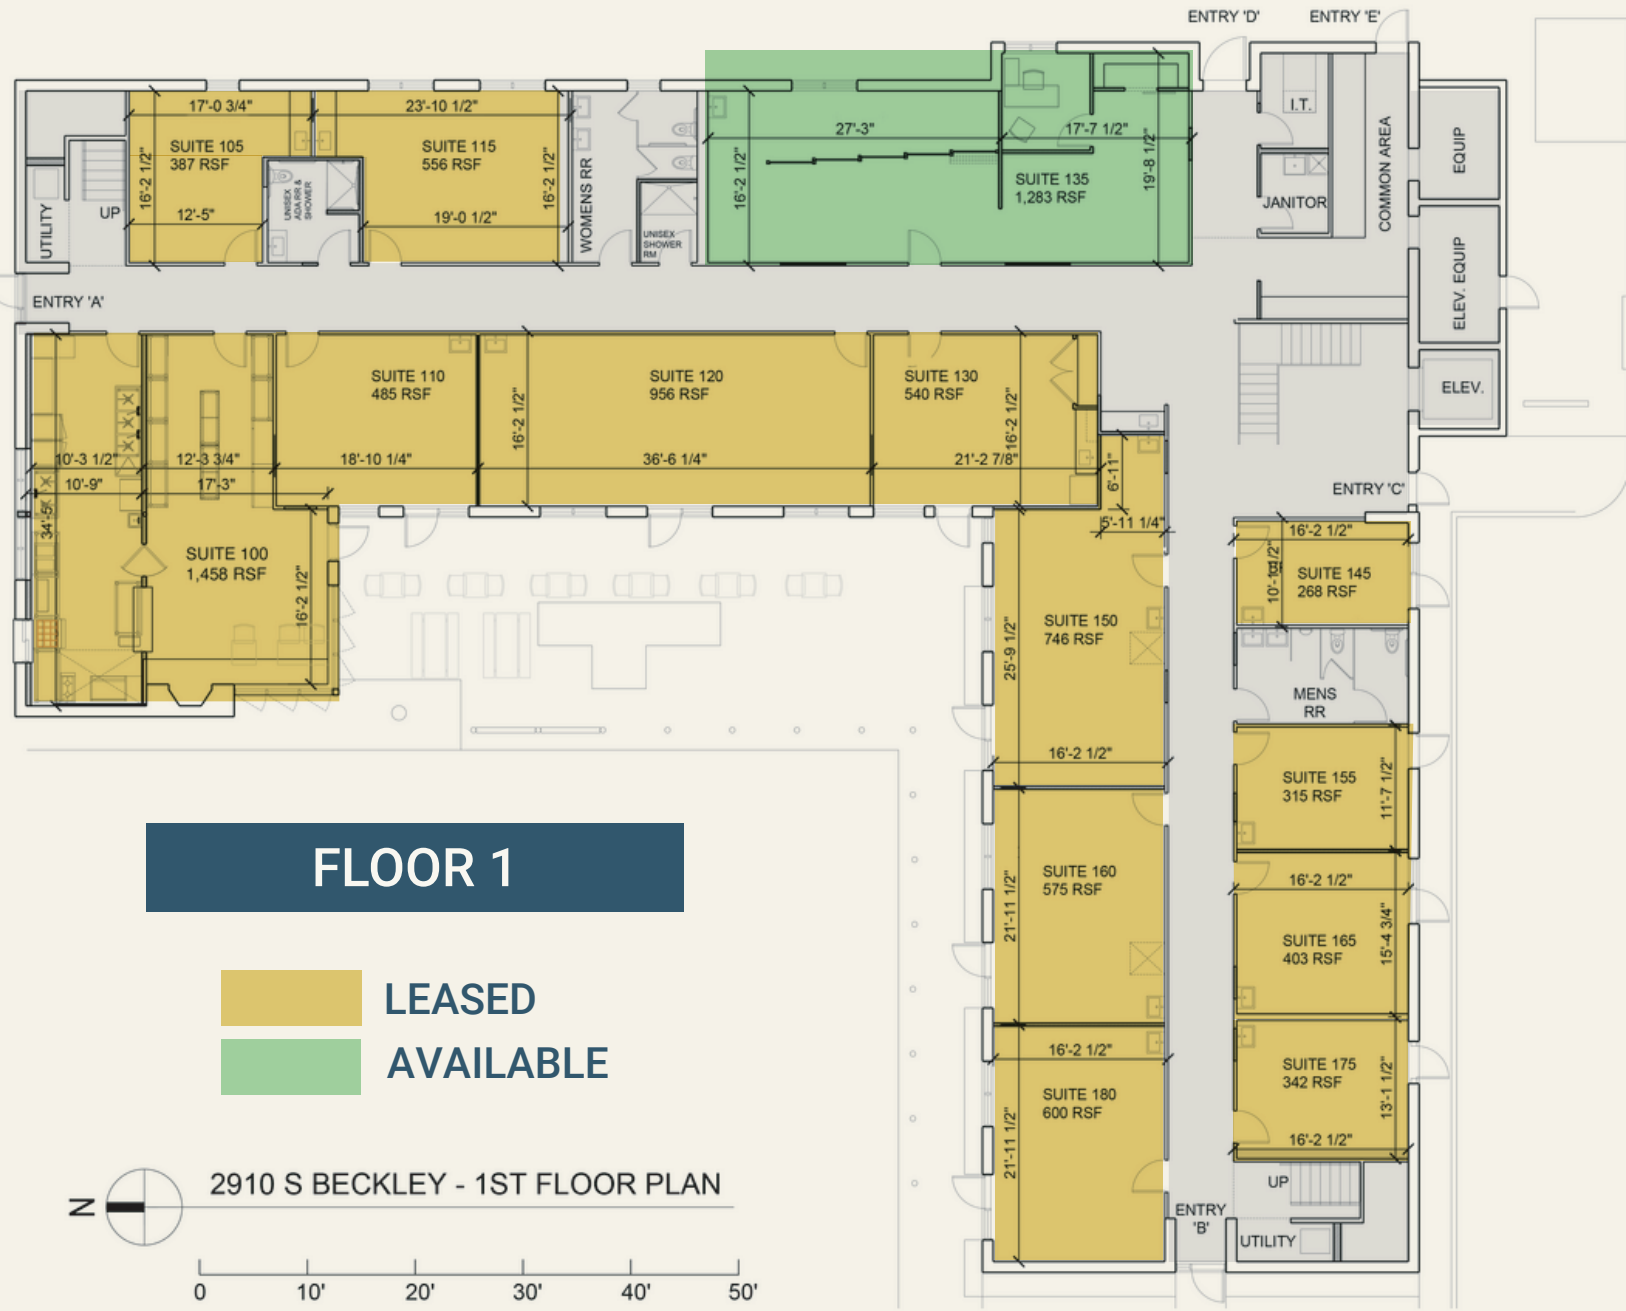 ENTRY 'D'
ENTRY 'E'
17'-0 3/4"
23'-10 1/2"
SUITE 105
387 RSF
16'-2 1/2"
12'-5"
UTILITY
UP
UNISEX
ADA RR &
SHOWER
SUITE 115
556 RSF
16'-2 1/2"
19'-0 1/2"
WOMENS RR
UNISEX
SHOWER
RM
27'-3"
17'-7 1/2"
16'-2 1/2"
19'-8 1/2"
SUITE 135
1,283 RSF
I.T.
JANITOR
COMMON AREA
EQUIP
ELEV. EQUIP
ELEV.
ENTRY 'A'
SUITE 110
485 RSF
SUITE 120
956 RSF
SUITE 130
540 RSF
16'-2 1/2"
16'-2 1/2"
10'-3 1/2"
12'-3 3/4"
18'-10 1/4"
36'-6 1/4"
21'-2 7/8"
6'-11"
10'-9"
17'-3"
34'-5"
5'-11 1/4"
ENTRY 'C'
SUITE 100
1,458 RSF
16'-2 1/2"
16'-2 1/2"
SUITE 145
268 RSF
SUITE 150
746 RSF
25'-9 1/2"
16'-2 1/2"
MENS
RR
SUITE 155
315 RSF
11'-7 1/2"
SUITE 160
575 RSF
21'-11 1/2"
16'-2 1/2"
SUITE 165
403 RSF
15'-4 3/4"
16'-2 1/2"
SUITE 180
600 RSF
21'-11 1/2"
SUITE 175
342 RSF
13'-1 1/2"
16'-2 1/2"
UP
ENTRY
'B'
UTILITY
FLOOR 1
LEASED
AVAILABLE
N
2910 S BECKLEY - 1ST FLOOR PLAN
0 10' 20' 30' 40' 50'